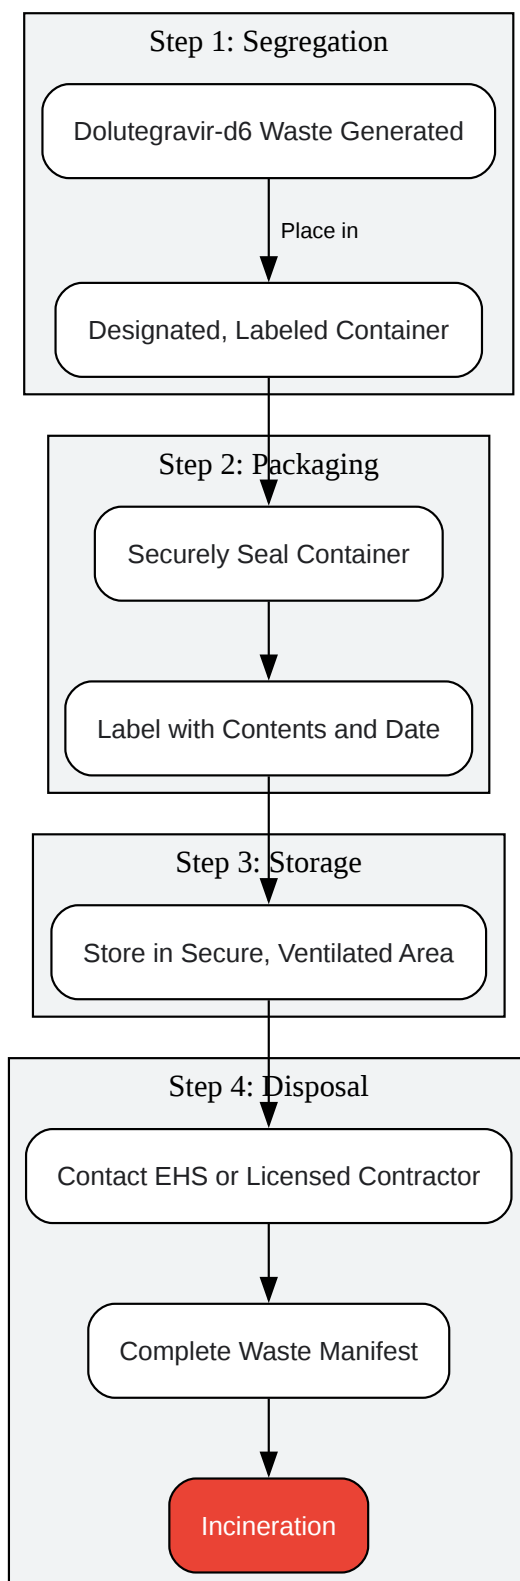 Step 1: Segregation
Dolutegravir-d6 Waste Generated
Place in
Designated, Labeled Container
Step 2: Packaging
Securely Seal Container
Label with Contents and Date
Step 3: Storage
Store in Secure, Ventilated Area
Step 4: Disposal
Contact EHS or Licensed Contractor
Complete Waste Manifest
Incineration